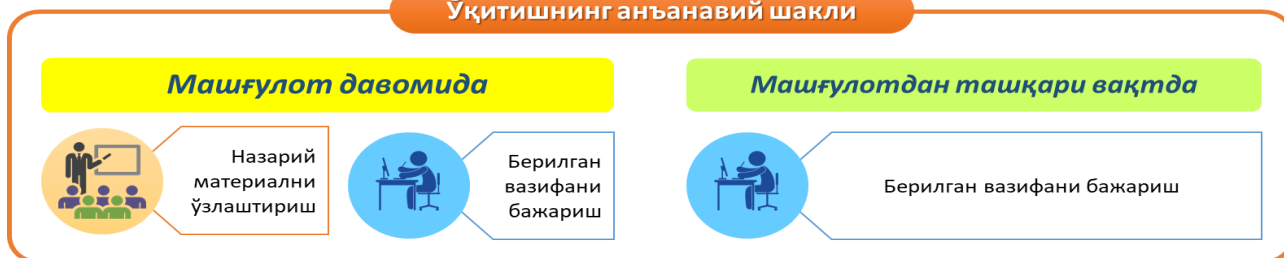 Ўқитишнинг анъанавий шакли
Машғулот давомида
Машғулотдан ташқари вақтда
Назарий
материални
ўзлаштириш
Берилган
вазифани
бажариш
Берилган вазифани бажариш